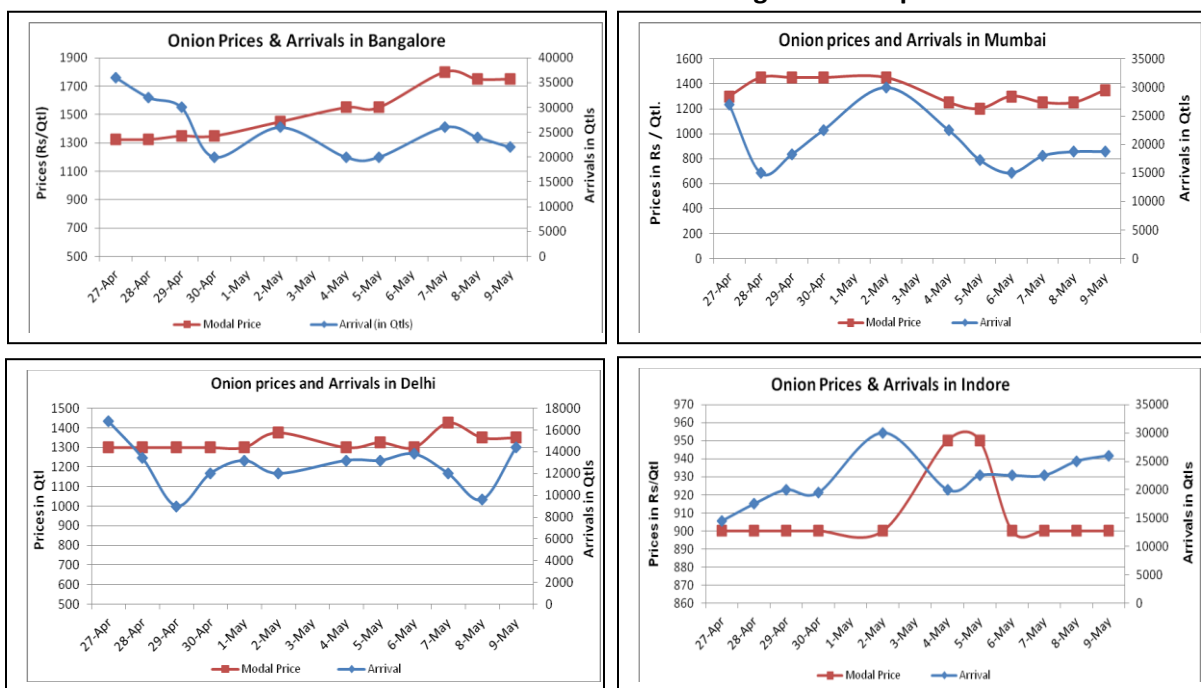 Onion Prices & Arrivals in Bangalore
Prices (Rs/Qtl)
1900
1700
1500
1300
1100
900
700
500
40000
35000
30000
25000
20000
15000
10000
5000
0
Arrivals in Qtls
27-Apr
28-Apr
29-Apr
30-Apr
1-May
2-May
3-May
4-May
5-May
6-May
7-May
8-May
9-May
Modal Price
Arrival (in Qtls)
Onion prices and Arrivals in Mumbai
Prices in Rs / Qtl.
1600
1400
1200
1000
800
600
400
200
0
35000
30000
25000
20000
15000
10000
5000
0
Arrivals in Qtls
27-Apr
28-Apr
29-Apr
30-Apr
1-May
2-May
3-May
4-May
5-May
6-May
7-May
8-May
9-May
Modal Price
Arrival
Onion prices and Arrivals in Delhi
Prices in Qtl
1500
1400
1300
1200
1100
1000
900
800
700
600
500
18000
16000
14000
12000
10000
8000
6000
4000
2000
0
Arrivals in Qtls
27-Apr
28-Apr
29-Apr
30-Apr
1-May
2-May
3-May
4-May
5-May
6-May
7-May
8-May
9-May
Modal Price
Arrival
Onion Prices & Arrivals in Indore
Prices in Rs/Qtl
970
960
950
940
930
920
910
900
890
880
870
860
35000
30000
25000
20000
15000
10000
5000
0
Arrivals in Qtls
27-Apr
28-Apr
29-Apr
30-Apr
1-May
2-May
3-May
4-May
5-May
6-May
7-May
8-May
9-May
Modal Price
Arrival